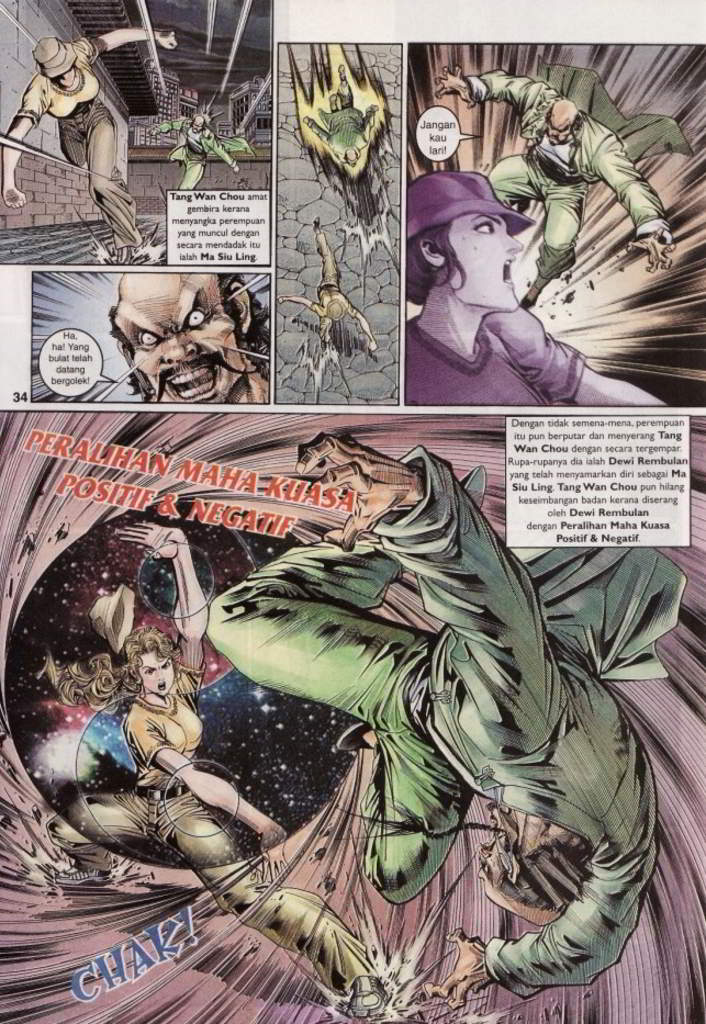 Tang Wan Chou amat
gembira kerana
menyangka perempuan
yang muncul dengan
secara mendadak itu
ialah Ma Siu Ling.
Jangan
kau
lari!
Ha,
ha! Yang
bulat telah
datang
bergolek!
34
PERALIHAN MAHA KUASA
POSITIF & NEGATIF
Dengan tidak semena-mena, perempuan
itu pun berputar dan menyerang Tang
Wan Chou dengan secara tergempar.
Rupa-rupanya dia ialah Dewi Rembulan
yang telah menyamarkan diri sebagai Ma
Siu Ling. Tang Wan Chou pun hilang
keseimbangan badan kerana diserang
oleh Dewi Rembulan
dengan Peralihan Maha Kuasa
Positif & Negatif.
CHAK!